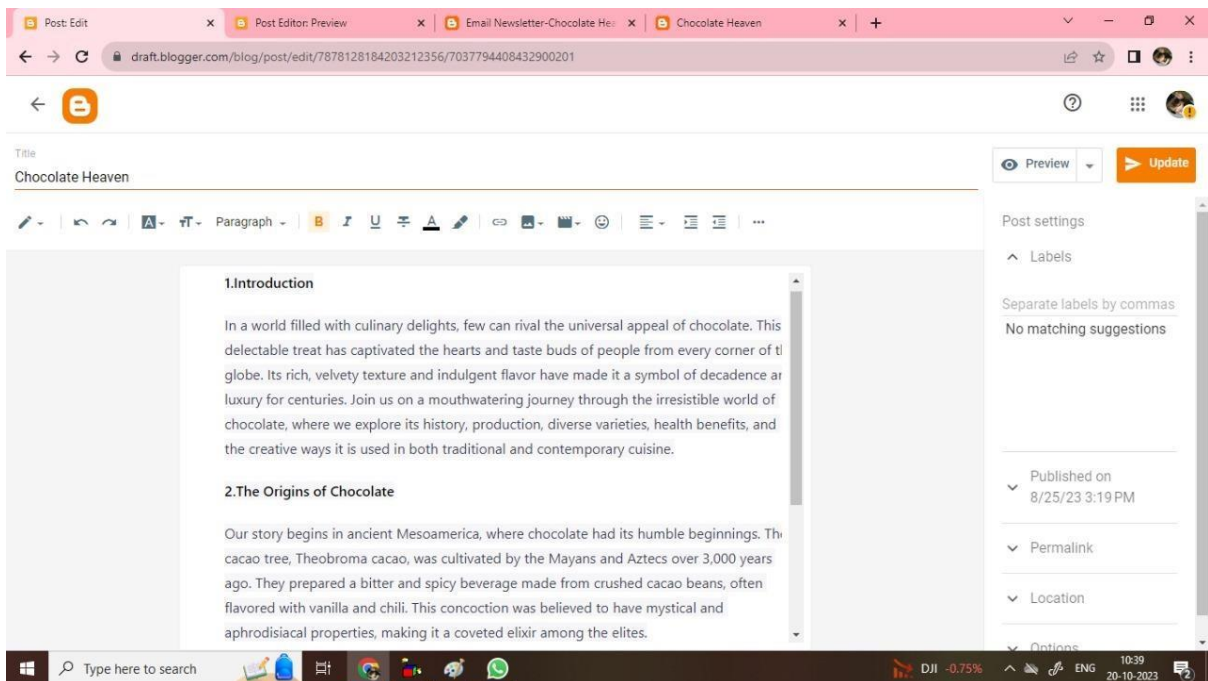 Post: Edit
Post Editor: Preview
Email Newsletter-Chocolate Hea
Chocolate Heaven
draft.blogger.com/blog/post/edit/7878128184203212356/7037794408432900201
Title
Chocolate Heaven
Preview
Update
Paragraph
B I U A
Post settings
Labels
Separate labels by commas
No matching suggestions
Published on
8/25/23 3:19 PM
Permalink
Location
Options
1.Introduction
In a world filled with culinary delights, few can rival the universal appeal of chocolate. This
delectable treat has captivated the hearts and taste buds of people from every corner of t
globe. Its rich, velvety texture and indulgent flavor have made it a symbol of decadence ar
luxury for centuries. Join us on a mouthwatering journey through the irresistible world of
chocolate, where we explore its history, production, diverse varieties, health benefits, and
the creative ways it is used in both traditional and contemporary cuisine.
2.The Origins of Chocolate
Our story begins in ancient Mesoamerica, where chocolate had its humble beginnings. The
cacao tree, Theobroma cacao, was cultivated by the Mayans and Aztecs over 3,000 years
ago. They prepared a bitter and spicy beverage made from crushed cacao beans, often
flavored with vanilla and chili. This concoction was believed to have mystical and
aphrodisiacal properties, making it a coveted elixir among the elites.
Type here to search
DJI -0.75%
ENG
10:39
20-10-2023
2